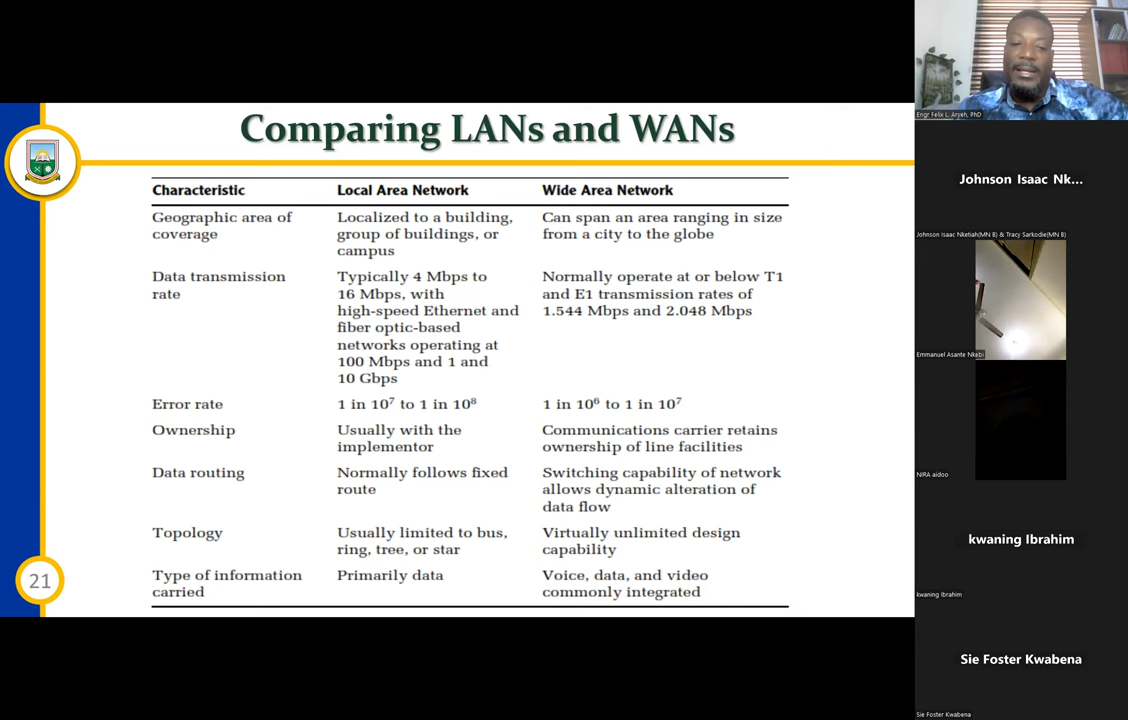 Comparing LANs and WANs
Characteristic Local Area Network Wide Area Network
Geographic area of Localized to a building, Can span an area ranging in size
coverage group of buildings, or from a city to the globe
campus
Data transmission Typically 4 Mbps to Normally operate at or below T1
rate 16 Mbps, with and E1 transmission rates of
high-speed Ethernet and 1.544 Mbps and 2.048 Mbps
fiber optic-based
networks operating at
100 Mbps and 1 and
10 Gbps
Error rate 1 in 10⁷ to 1 in 10⁸ 1 in 10⁶ to 1 in 10⁷
Ownership Usually with the Communications carrier retains
implementor ownership of line facilities
Data routing Normally follows fixed Switching capability of network
route allows dynamic alteration of
data flow
Topology Usually limited to bus, Virtually unlimited design
ring, tree, or star capability
Type of information Primarily data Voice, data, and video
carried commonly integrated
21
Engr Felix L. Aryeh, PhD
Johnson Isaac Nk...
Johnson Isaac Nketiah(MN B) & Tracy Sarkodie(MN B)
Emmanuel Asante Nkebi
NIRA aidoo
kwaning Ibrahim
kwaning Ibrahim
Sie Foster Kwabena
Sie Foster Kwabena